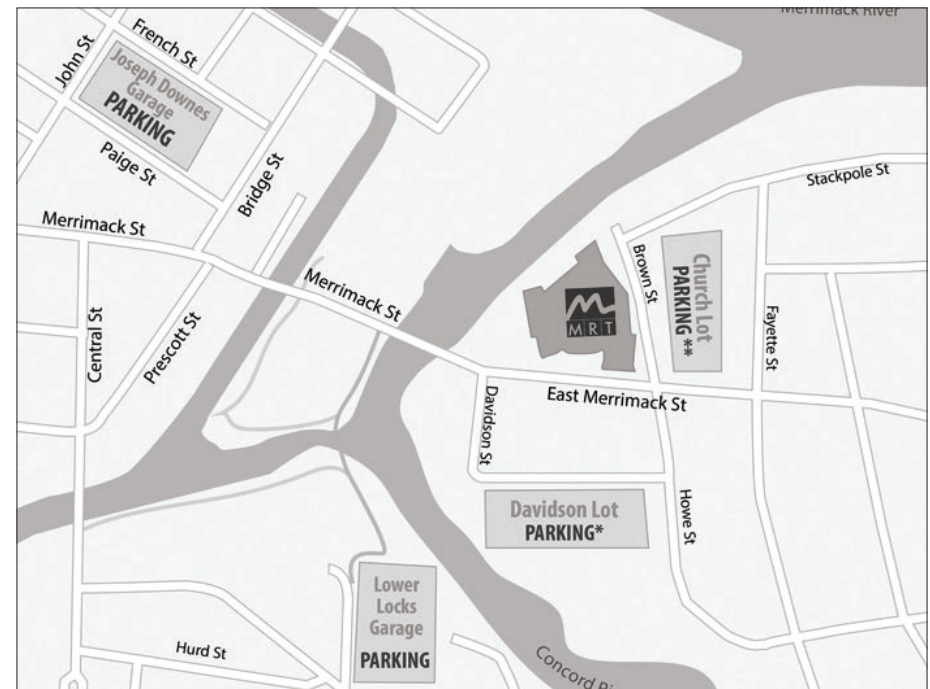 Merrimack River
French St
John St
Joseph Downes
Garage
PARKING
Paige St
Bridge St
Stackpole St
Merrimack St
Brown St
Church Lot
PARKING**
Merrimack St
MRT
Fayette St
Central St
Prescott St
East Merrimack St
Davidson St
Howe St
Davidson Lot
PARKING*
Lower
Locks
Garage
PARKING
Hurd St
Concord